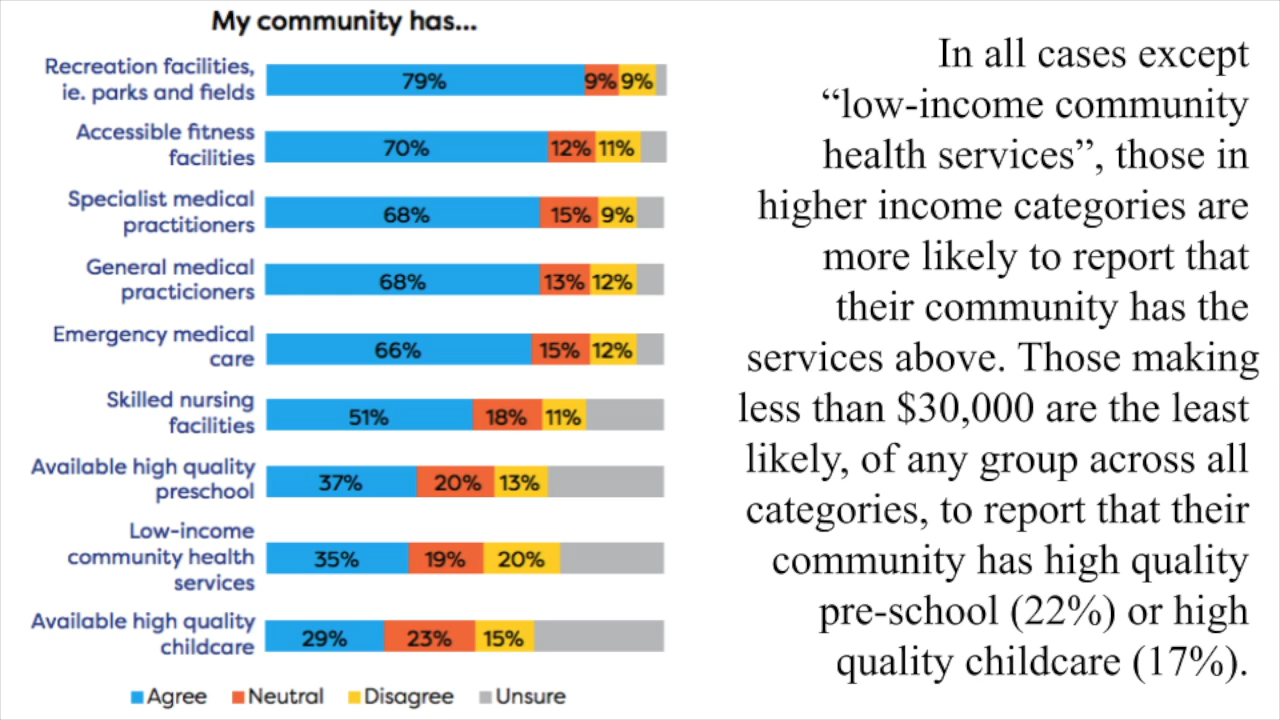 My community has...
Recreation facilities,
ie. parks and fields
79% 9% 9%
Accessible fitness
facilities
70% 12% 11%
Specialist medical
practitioners
68% 15% 9%
General medical
practicioners
68% 13% 12%
Emergency medical
care
66% 15% 12%
Skilled nursing
facilities
51% 18% 11%
Available high quality
preschool
37% 20% 13%
Low-income
community health
services
35% 19% 20%
Available high quality
childcare
29% 23% 15%
Agree Neutral Disagree Unsure
In all cases except
“low-income community
health services”, those in
higher income categories are
more likely to report that
their community has the
services above. Those making
less than $30,000 are the least
likely, of any group across all
categories, to report that their
community has high quality
pre-school (22%) or high
quality childcare (17%).